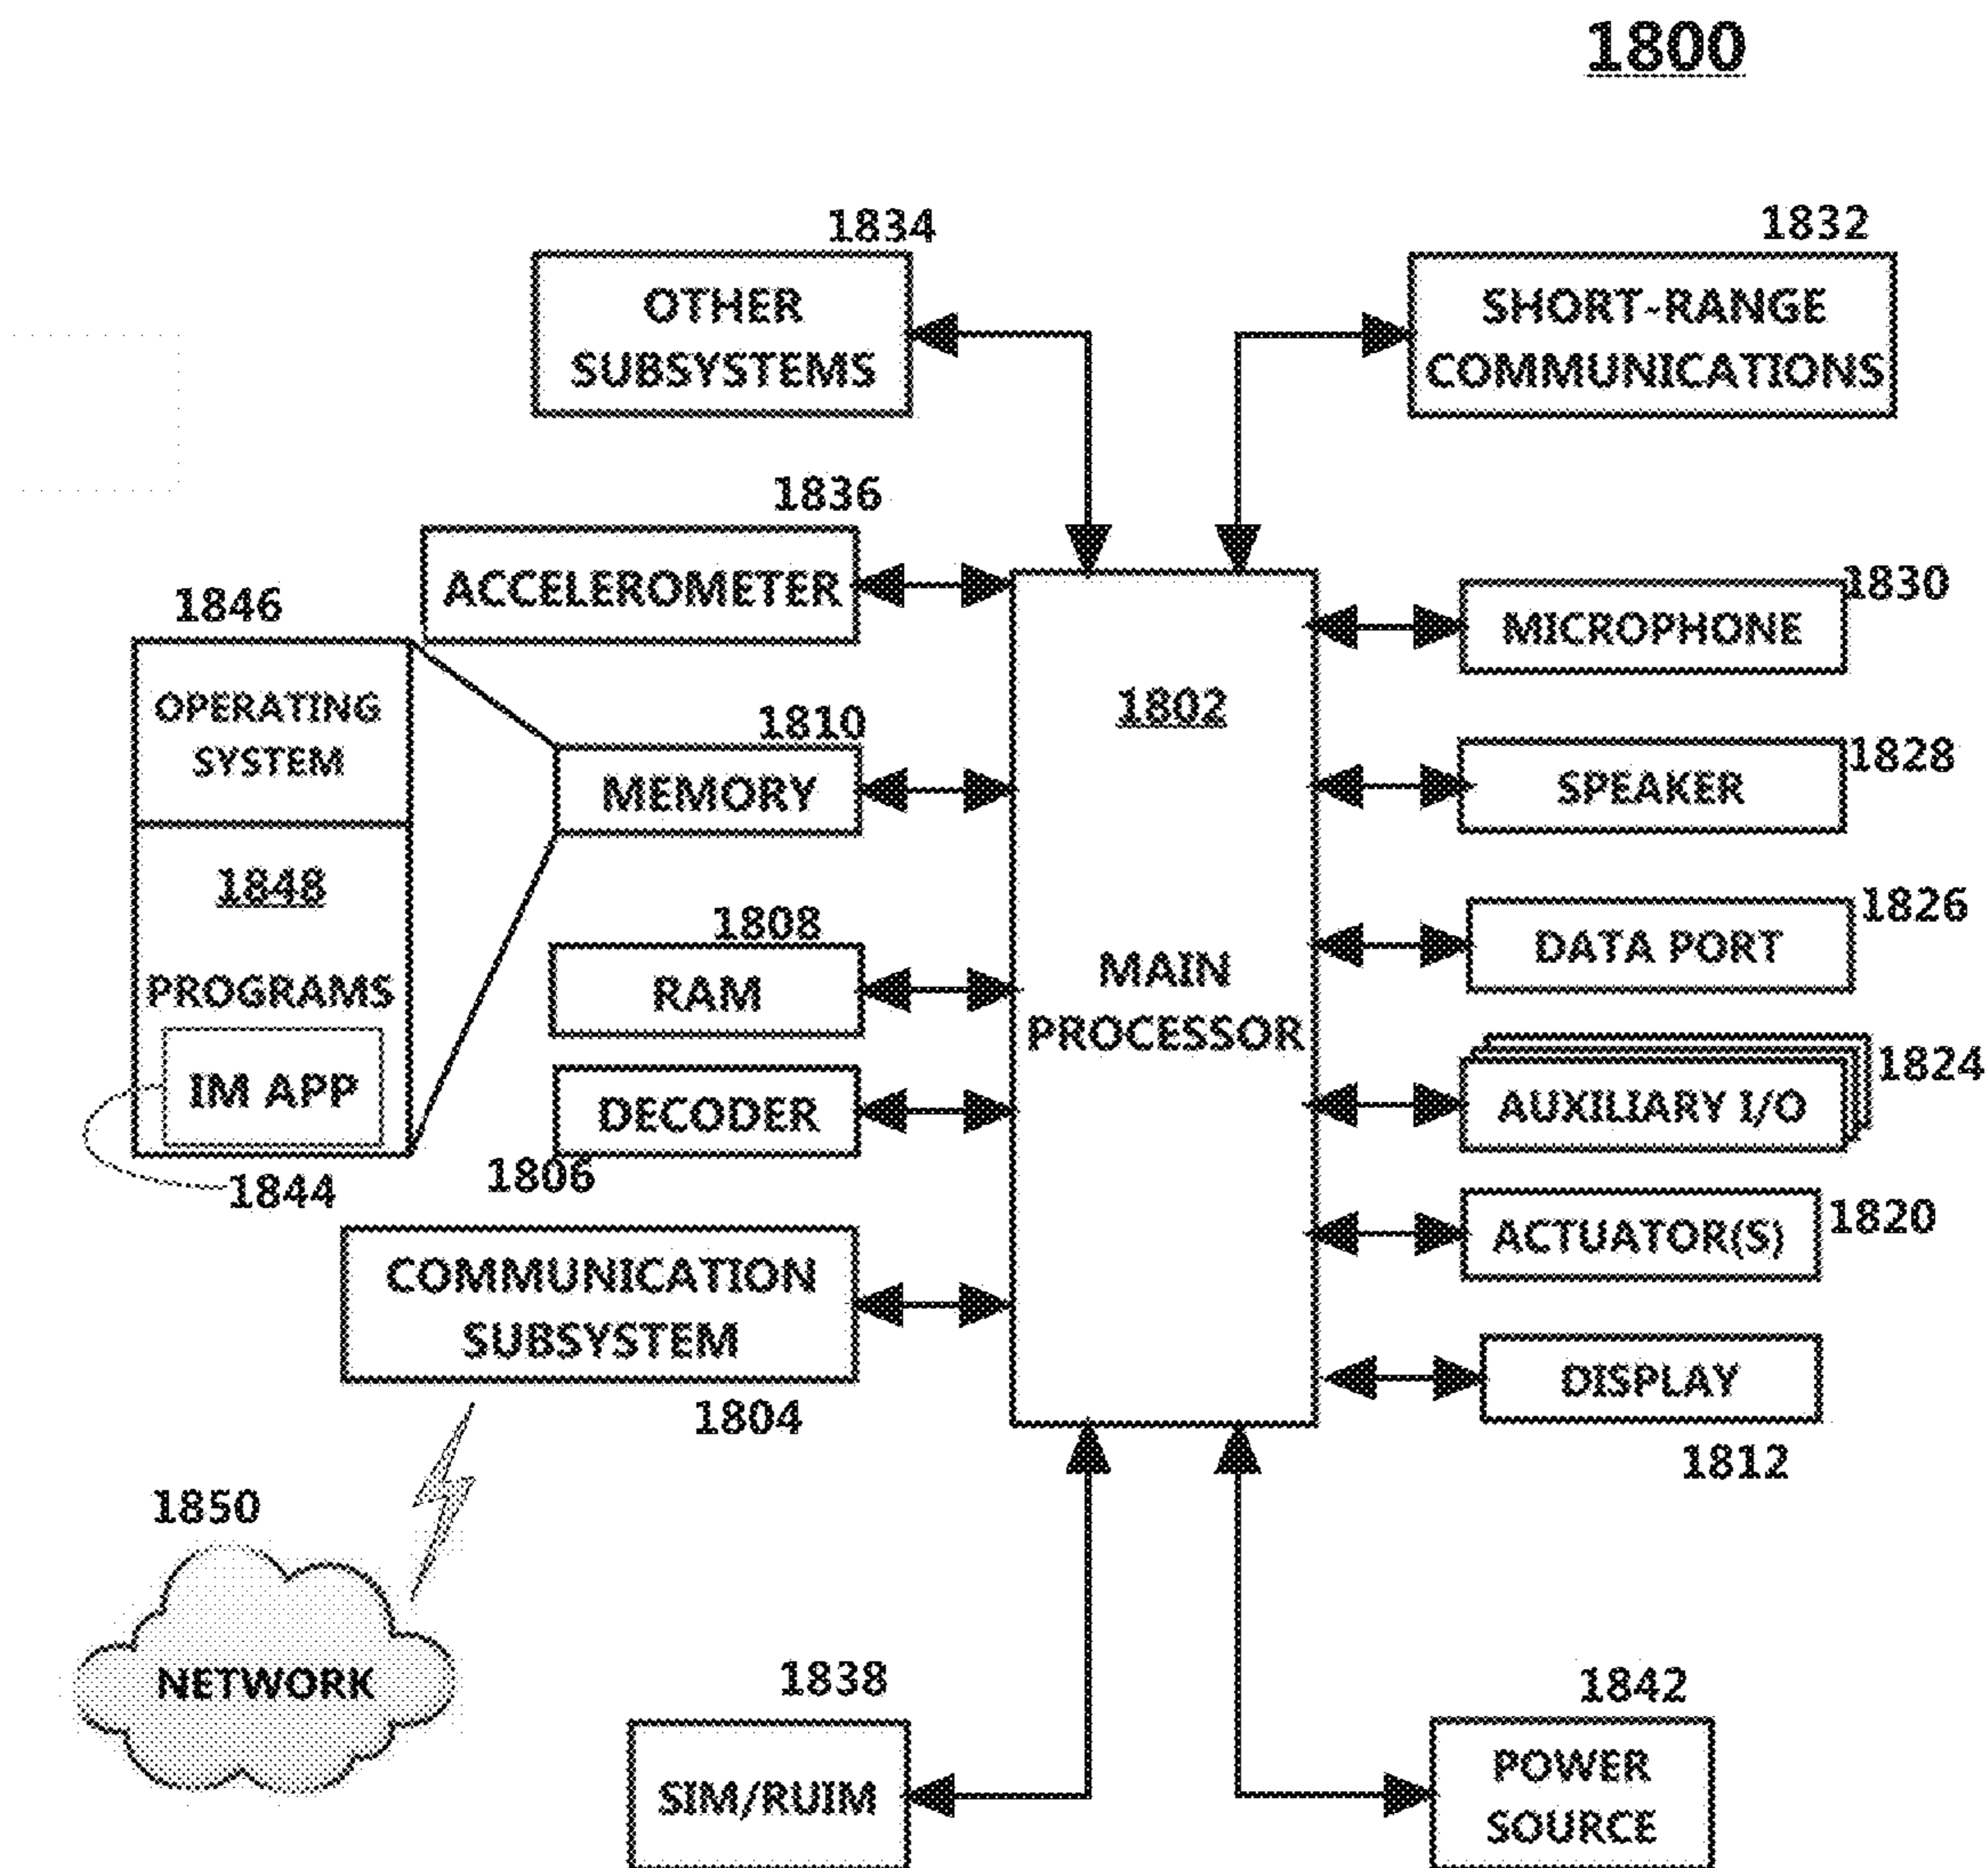 1800
1834
OTHER
SUBSYSTEMS
1832
SHORT-RANGE
COMMUNICATIONS
1836
ACCELEROMETER
1846
OPERATING
SYSTEM
1848
PROGRAMS
IM APP
1844
1810
MEMORY
1808
RAM
DECODER
1806
COMMUNICATION
SUBSYSTEM
1804
1802
MAIN
PROCESSOR
1830
MICROPHONE
1828
SPEAKER
1826
DATA PORT
1824
AUXILIARY I/O
1820
ACTUATOR(S)
DISPLAY
1812
1850
NETWORK
1838
SIM/RUIM
1842
POWER
SOURCE